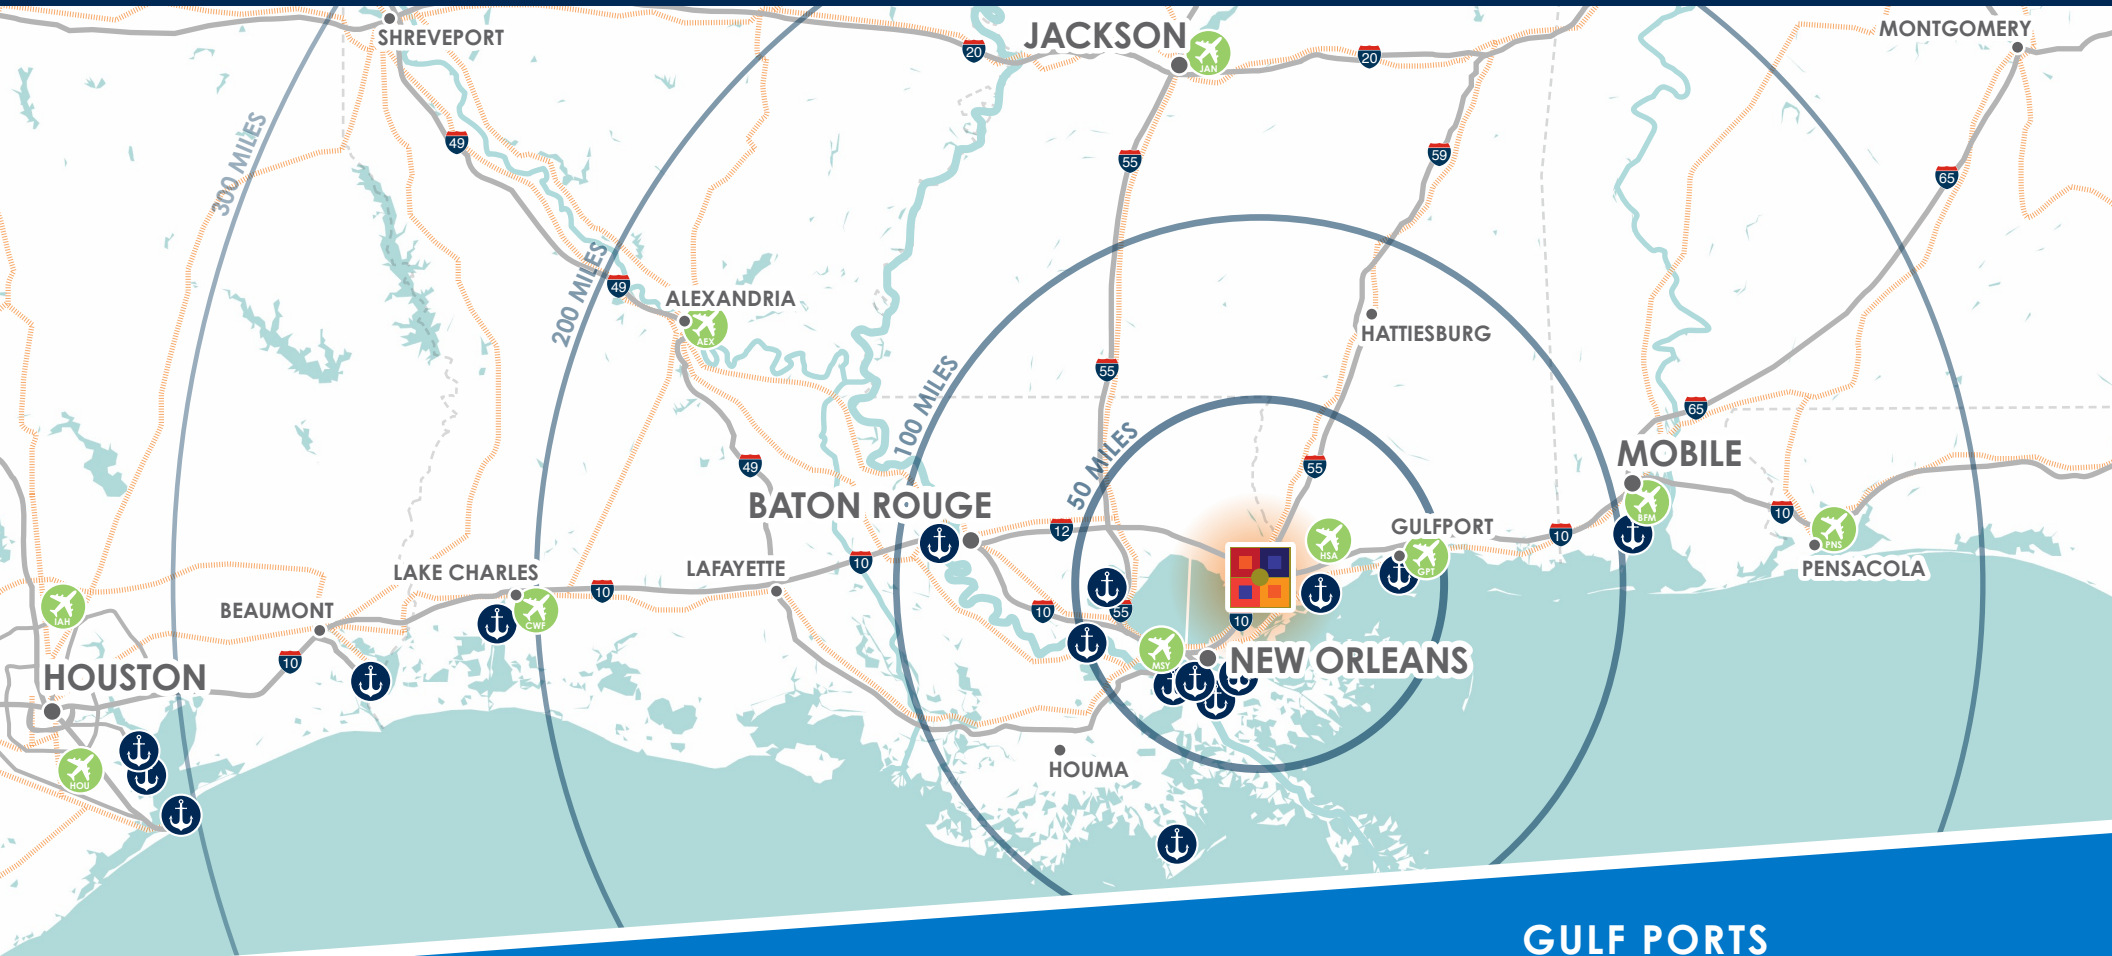 SHREVEPORT
JACKSON
MONTGOMERY
JAN
20
20
300 MILES
49
55
59
65
200 MILES
49
ALEXANDRIA
AEX
HATTIESBURG
55
100 MILES
65
50 MILES
MOBILE
49
55
BATON ROUGE
BFM
10
GULFPORT
PNS
12
10
HSA
10
GPT
PENSACOLA
LAKE CHARLES
LAFAYETTE
10
BEAUMONT
CWF
IAH
10
55
10
10
MSY
NEW ORLEANS
HOUSTON
HOUMA
HOU
GULF PORTS